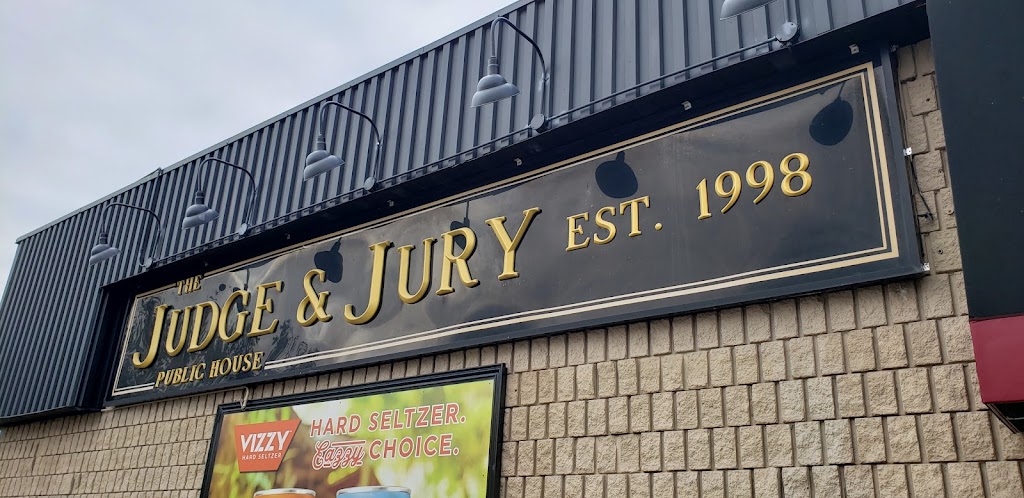 THE
JUDGE & JURY EST. 1998
PUBLIC HOUSE
VIZZY
HARD SELTZER
HARD SELTZER.
Eazzy CHOICE.